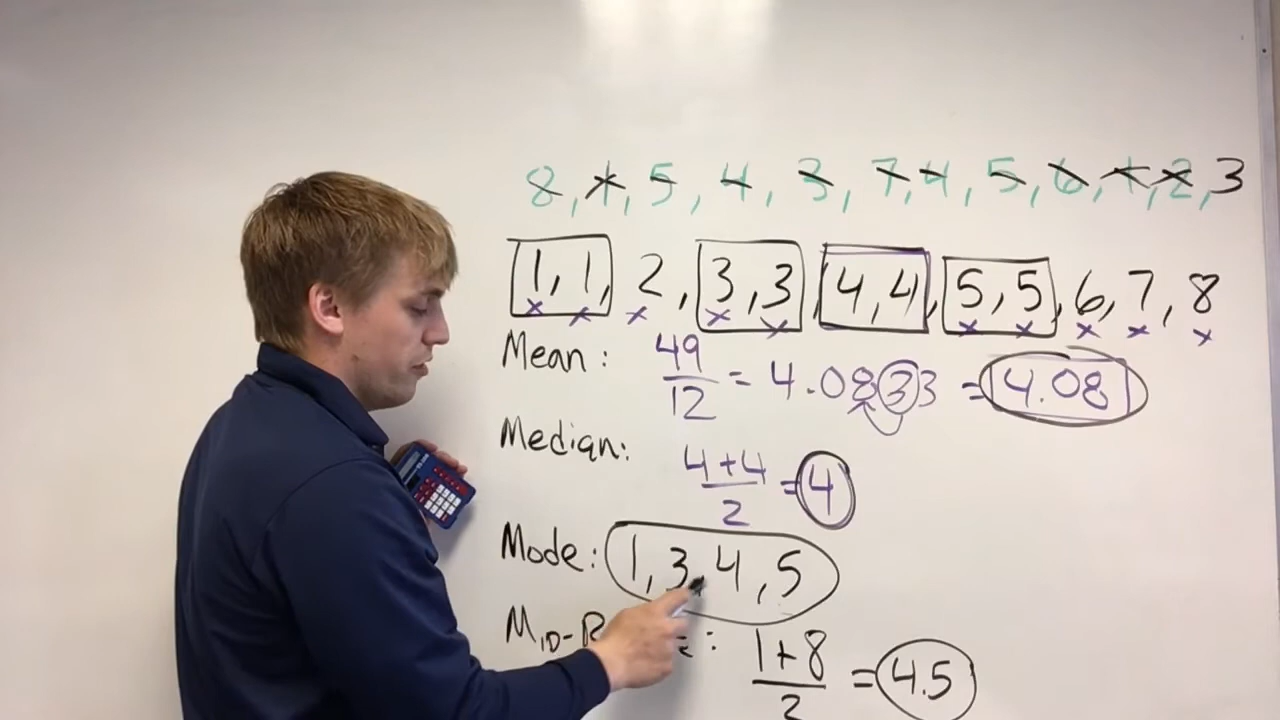 8, 1, 5, 4, 3, 7, 4, 5, 6, 1, 2, 3
1, 1, 2, 3, 3, 4, 4, 5, 5, 6, 7, 8
x x x x x x x x x x
Mean: 49/12 = 4.0833 = 4.08
Median: 4+4/2 = 4
Mode: 1, 3, 4, 5
: 1+8/2 = 4.5